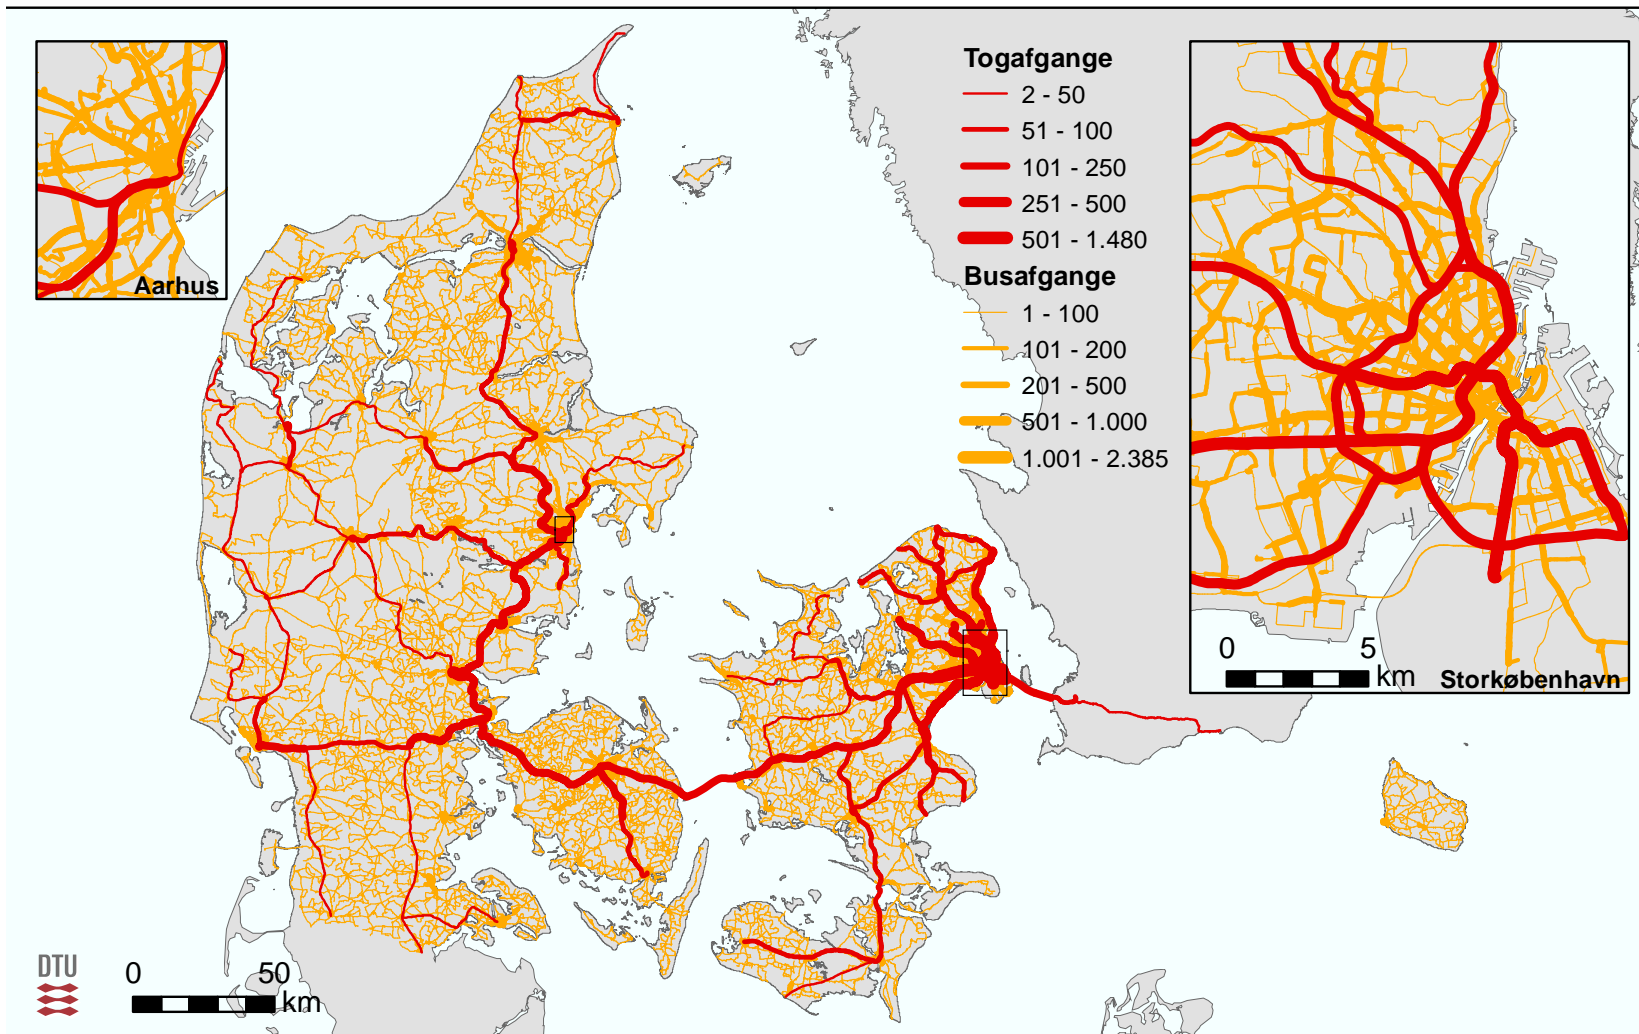 Aarhus
Togafgange
2 - 50
51 - 100
101 - 250
251 - 500
501 - 1.480
Busafgange
1 - 100
101 - 200
201 - 500
501 - 1.000
1.001 - 2.385
0 5
km
Storkøbenhavn
DTU
0 50
km